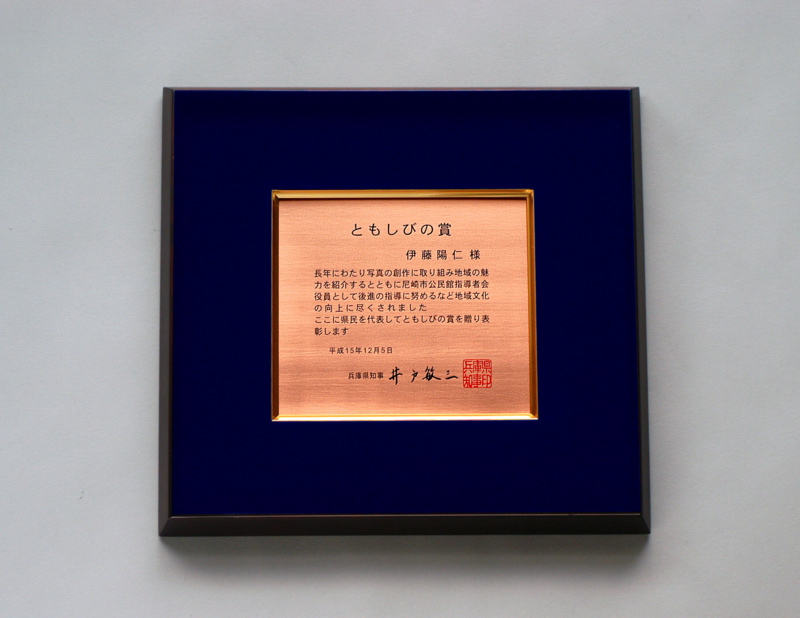 ともしびの賞
伊藤陽仁様
長年にわたり写真の創作に取り組み地域の魅
力を紹介するとともに尼崎市公民館指導者会
役員として後進の指導に努めるなど地域文化
の向上に尽くされました
ここに県民を代表してともしびの賞を贈り表
彰します
平成15年12月5日
兵庫県知事 井戸敏三
兵庫県知事印